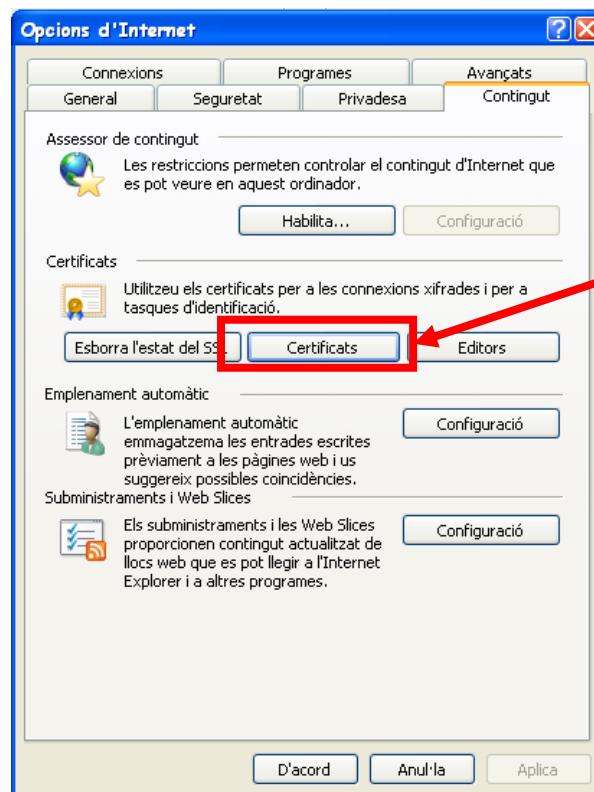 Opcions d'Internet
Connexions Programes Avançats
General Seguretat Privadesa Contingut
Assessor de contingut
Les restriccions permeten controlar el contingut d'Internet que
es pot veure en aquest ordinador.
Habilita... Configuració
Certificats
Utilitzeu els certificats per a les connexions xifrades i per a
tasques d'identificació.
Esborra l'estat del SS Certificats Editors
Emplenament automàtic
L'emplenament automàtic
emmagatzema les entrades escrites
prèviament a les pàgines web i us
suggereix possibles coincidències.
Configuració
Subministraments i Web Slices
Els subministraments i les Web Slices
proporcionen contingut actualitzat de
llocs web que es pot llegir a l'Internet
Explorer i a altres programes.
Configuració
D'acord Anul·la Aplica